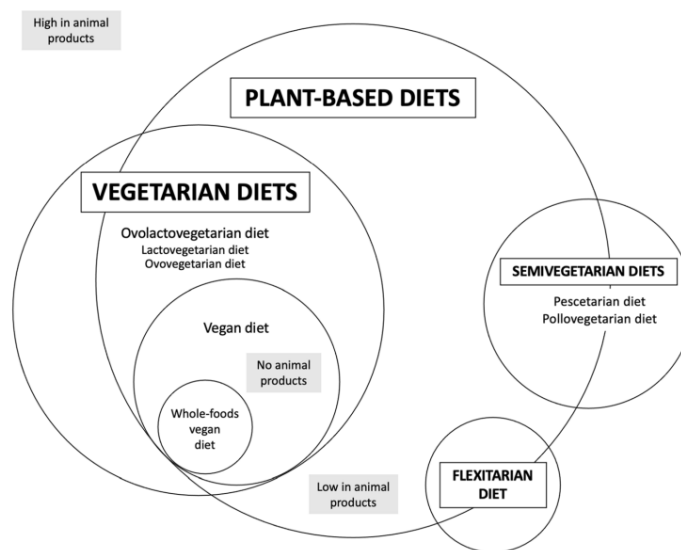 High in animal
products
PLANT-BASED DIETS
VEGETARIAN DIETS
Ovolactovegetarian diet
Lactovegetarian diet
Ovovegetarian diet
SEMIVEGETARIAN DIETS
Pescetarian diet
Pollovegetarian diet
Vegan diet
No animal
products
Whole-foods
vegan
diet
Low in animal
products
FLEXITARIAN
DIET